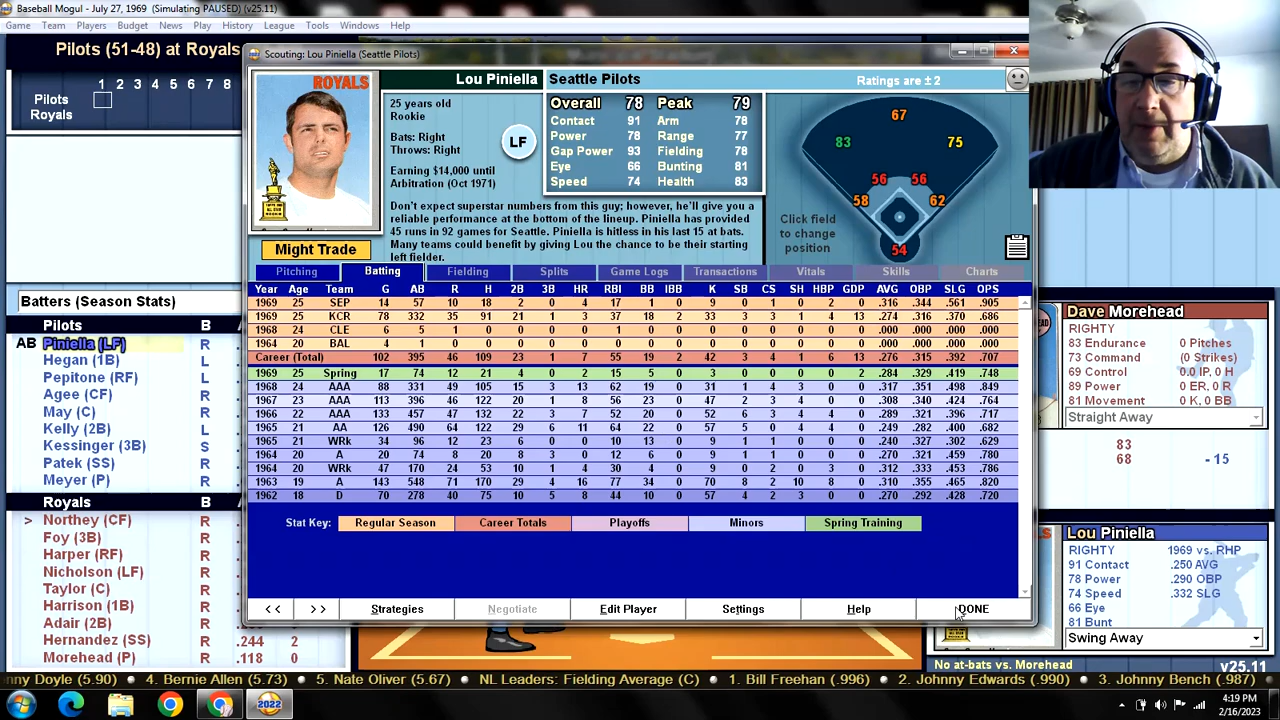 Baseball Mogul - July 27, 1969 (Simulating PAUSED) (v25.11)
Game Team Players Budget News Play History League Tools Windows Help
Pilots (51-48) at Royals
1 2 3 4 5 6 7 8
Pilots
Royals
Batters (Season Stats)
Pilots B
AB Piniella (LF) R
Hegan (1B) L
Pepitone (RF) L
Agee (CF) R
May (C) L
Kelly (2B) L
Kessinger (3B) S
Patek (SS) R
Meyer (P) R
Royals B
> Northey (CF) R
Foy (3B) R
Harper (RF) R
Nicholson (LF) R
Taylor (C) R
Harrison (1B) R
Adair (2B) R
Hernandez (SS) R .244 2
Morehead (P) R .118 0
Scouting: Lou Piniella (Seattle Pilots)
ROYALS
Lou Piniella
25 years old
Rookie
Bats: Right
Throws: Right
Earning $14,000 until
Arbitration (Oct 1971)
LF
Seattle Pilots
Ratings are ± 2
Overall 78 Peak 79
Contact 91 Arm 78
Power 78 Range 77
Gap Power 93 Fielding 78
Eye 66 Bunting 81
Speed 74 Health 83
Don't expect superstar numbers from this guy; however, he'll give you a
reliable performance at the bottom of the lineup. Piniella has provided
45 runs in 92 games for Seattle. Piniella is hitless in his last 15 at bats.
Many teams could benefit by giving Lou the chance to be their starting
left fielder.
67
83 75
56 56
58 62
54
Click field
to change
position
Might Trade
Pitching Batting Fielding Splits Game Logs Transactions Vitals Skills Charts
Year Age Team G AB R H 2B 3B HR RBI BB IBB K SB CS SH HBP GDP AVG OBP SLG OPS
1969 25 SEP 14 57 10 18 2 0 4 17 1 0 9 0 1 0 2 0 .316 .344 .561 .905
1969 25 KCR 78 332 35 91 21 1 3 37 18 2 33 3 3 1 4 13 .274 .316 .370 .686
1968 24 CLE 6 5 1 0 0 0 0 1 0 0 0 0 0 0 0 0 .000 .000 .000 .000
1964 20 BAL 4 1 0 0 0 0 0 0 0 0 0 0 0 0 0 0 .000 .000 .000 .000
Career (Total) 102 395 46 109 23 1 7 55 19 2 42 3 4 1 6 13 .276 .315 .392 .707
1969 25 Spring 17 74 12 21 4 0 2 15 5 0 3 0 0 0 0 2 .284 .329 .419 .748
1968 24 AAA 88 331 49 105 15 3 13 62 19 0 31 1 4 3 4 0 .317 .351 .498 .849
1967 23 AAA 113 396 46 122 20 1 8 56 23 0 47 2 3 4 4 0 .308 .340 .424 .764
1966 22 AAA 133 457 47 132 22 3 7 52 20 0 52 6 3 4 4 0 .289 .321 .396 .717
1965 21 AA 126 490 64 122 29 6 11 64 22 0 57 5 0 4 4 0 .249 .282 .400 .682
1965 21 WRk 34 96 12 23 6 0 0 10 13 0 9 1 1 0 0 0 .240 .327 .302 .629
1964 20 A 20 74 8 20 8 3 0 12 6 0 9 1 1 0 0 0 .270 .321 .459 .780
1964 20 WRk 47 170 24 53 10 1 4 30 4 0 9 0 2 0 3 0 .312 .333 .453 .786
1963 19 A 143 548 71 170 29 4 16 77 34 0 70 8 2 10 8 0 .310 .355 .465 .820
1962 18 D 70 278 40 75 10 5 8 44 10 0 57 4 2 3 0 0 .270 .292 .428 .720
Stat Key: Regular Season Career Totals Playoffs Minors Spring Training
<< >> Strategies Negotiate Edit Player Settings Help DONE
Dave Morehead
RIGHTY
83 Endurance 0 Pitches
73 Command (0 Strikes)
69 Control 0.0 IP, 0 H
89 Power 0 ER, 0 R
81 Movement 0 K, 0 BB
Straight Away
83
68 - 15
Lou Piniella
RIGHTY 1969 vs. RHP
91 Contact .250 AVG
78 Power .290 OBP
74 Speed .332 SLG
66 Eye
81 Bunt
Swing Away
No at-bats vs. Morehead v25.11
nny Doyle (5.90) 4. Bernie Allen (5.73) 5. Nate Oliver (5.67) NL Leaders: Fielding Average (C) 1. Bill Freehan (.996) 2. Johnny Edwards (.990) 3. Johnny Bench (.987)
2022
4:19 PM
2/16/2023